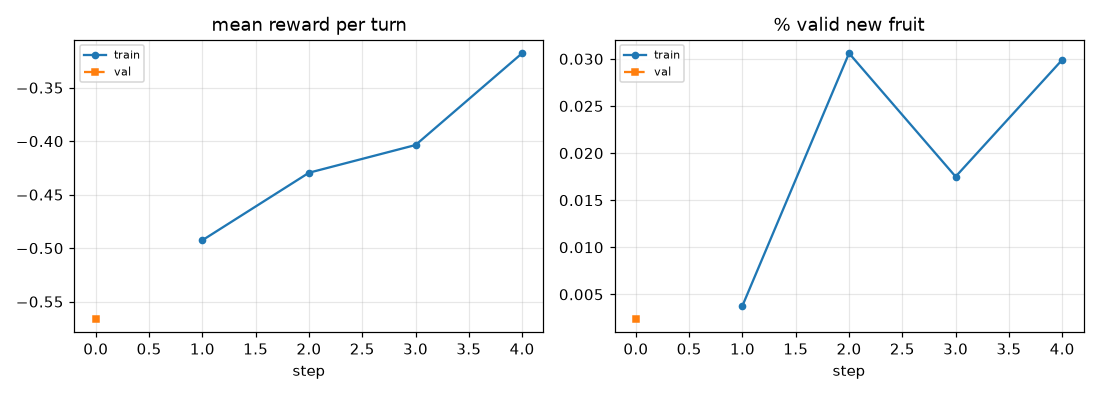 mean reward per turn
train
val
−0.35
−0.40
−0.45
−0.50
−0.55
0.0 0.5 1.0 1.5 2.0 2.5 3.0 3.5 4.0
step
% valid new fruit
train
val
0.030
0.025
0.020
0.015
0.010
0.005
0.0 0.5 1.0 1.5 2.0 2.5 3.0 3.5 4.0
step